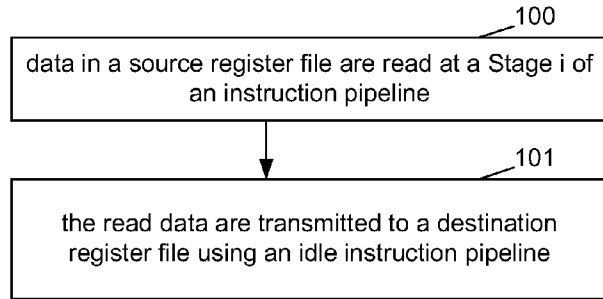 100
data in a source register file are read at a Stage i of
an instruction pipeline
101
the read data are transmitted to a destination
register file using an idle instruction pipeline